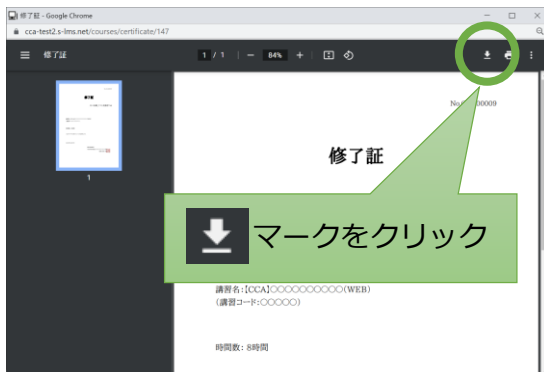 修了証 - Google Chrome
cca-test2.s-lms.net/courses/certificate/147
修了証
1 / 1
84%
00009
修了証
マークをクリック
講習名:【CCA】○○○○○○○○○○(WEB)
(講習コード:○○○○○)
時間数: 8時間
1